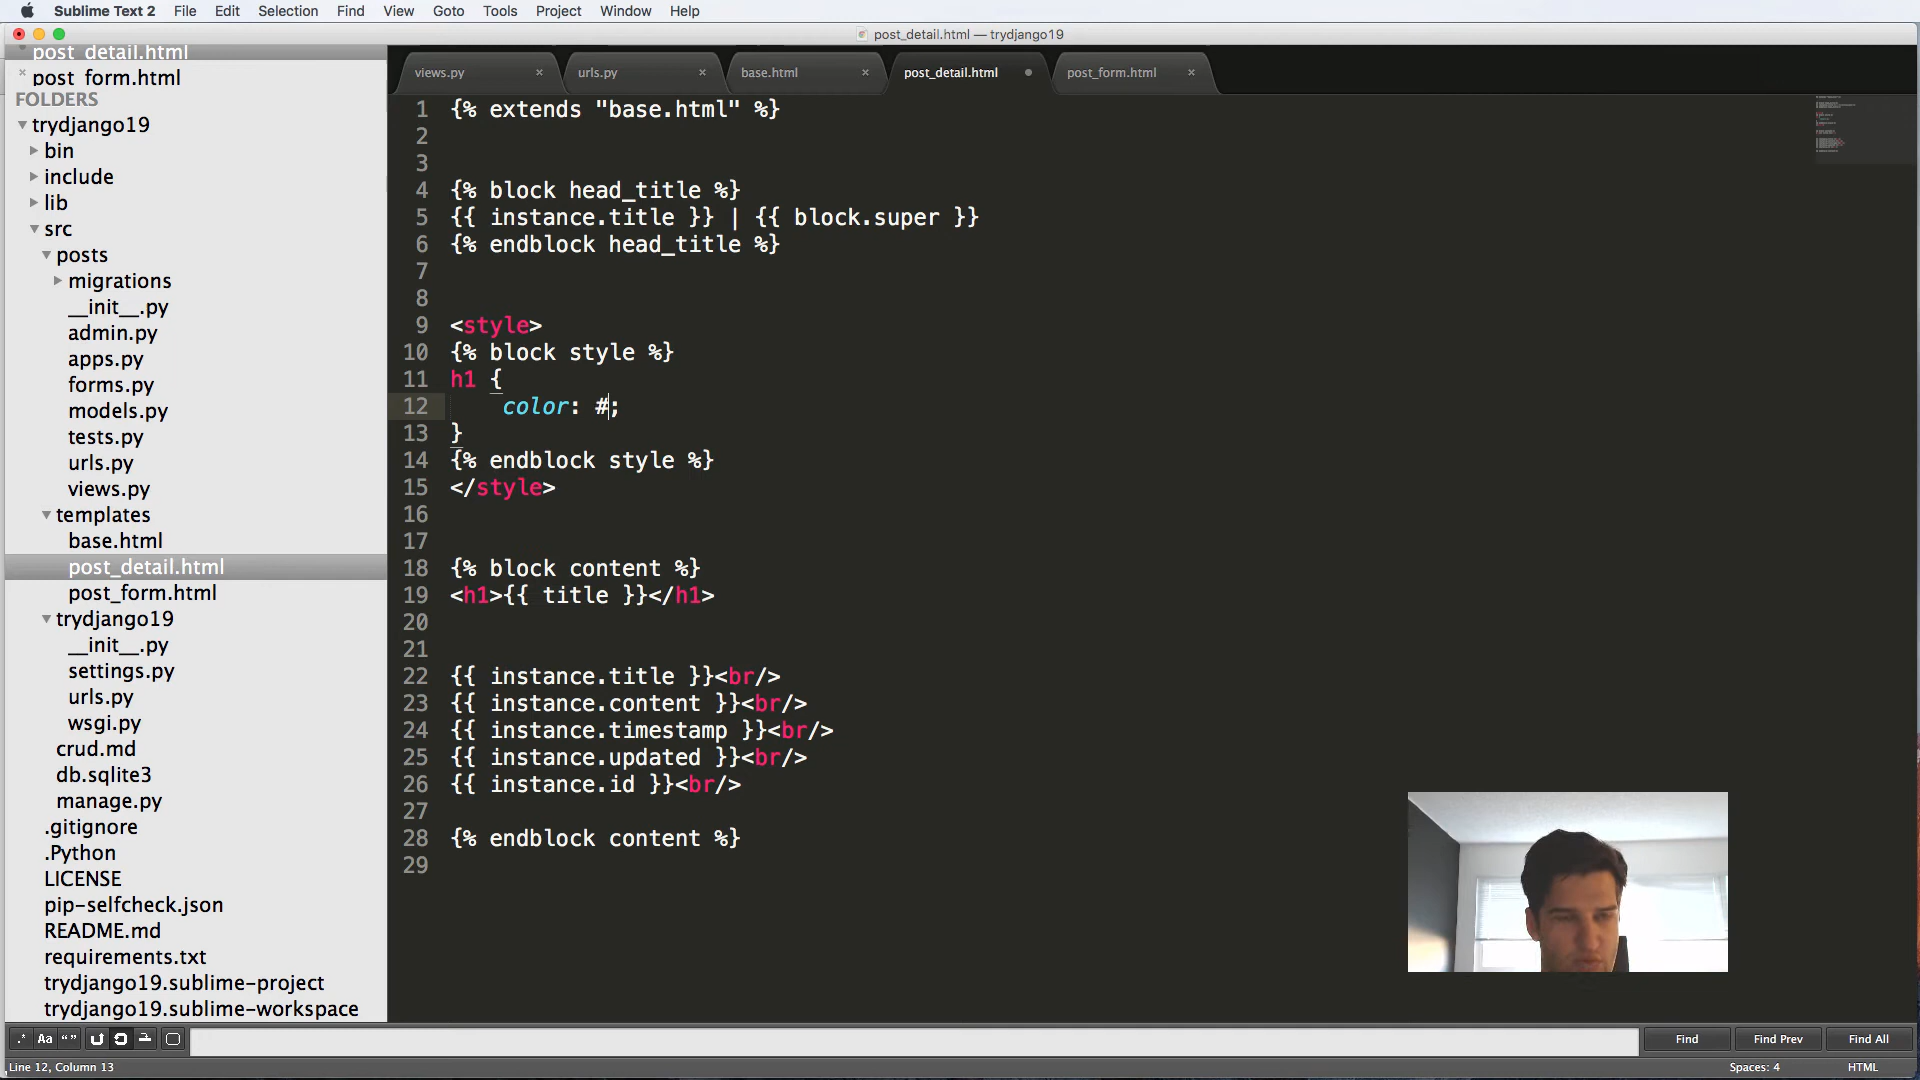 Sublime Text 2 File Edit Selection Find View Goto Tools Project Window Help
post_detail.html — trydjango19
post_detail.html
post_form.html
FOLDERS
trydjango19
bin
include
lib
src
posts
migrations
__init__.py
admin.py
apps.py
forms.py
models.py
tests.py
urls.py
views.py
templates
base.html
post_detail.html
post_form.html
trydjango19
__init__.py
settings.py
urls.py
wsgi.py
crud.md
db.sqlite3
manage.py
.gitignore
.Python
LICENSE
pip-selfcheck.json
README.md
requirements.txt
trydjango19.sublime-project
trydjango19.sublime-workspace
views.py urls.py base.html post_detail.html post_form.html
1 {% extends "base.html" %}
2
3
4 {% block head_title %}
5 {{ instance.title }} | {{ block.super }}
6 {% endblock head_title %}
7
8
9 <style>
10 {% block style %}
11 h1 {
12 color: #;
13 }
14 {% endblock style %}
15 </style>
16
17
18 {% block content %}
19 <h1>{{ title }}</h1>
20
21
22 {{ instance.title }}<br/>
23 {{ instance.content }}<br/>
24 {{ instance.timestamp }}<br/>
25 {{ instance.updated }}<br/>
26 {{ instance.id }}<br/>
27
28 {% endblock content %}
29
.* Aa “ ” Find Find Prev Find All
Line 12, Column 13 Spaces: 4 HTML